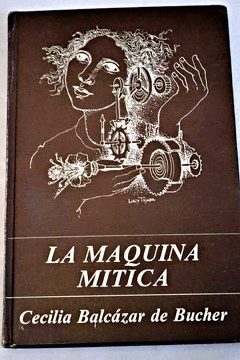 LA MAQUINA
MITICA
Cecilia Balcázar de Bucher